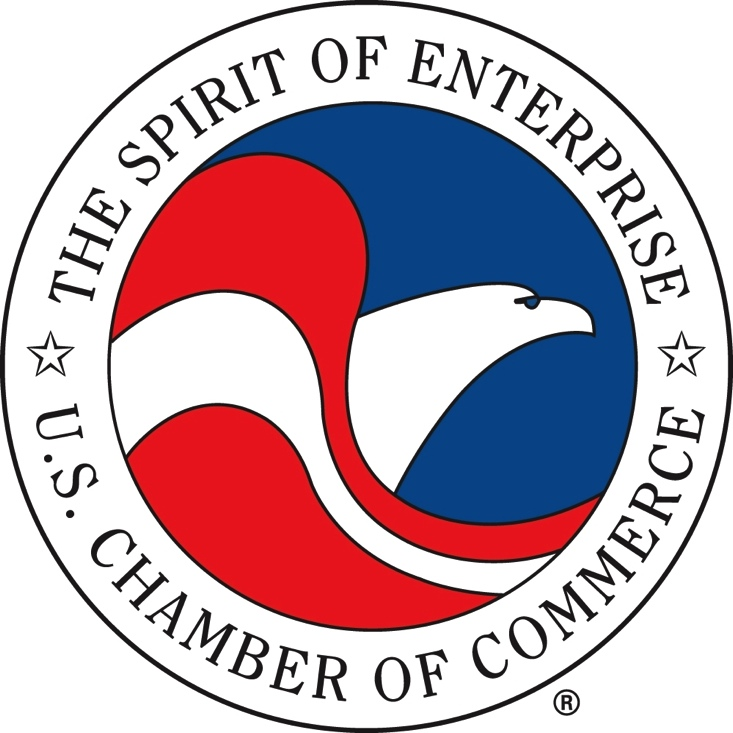 THE SPIRIT OF ENTERPRISE
U.S. CHAMBER OF COMMERCE
®